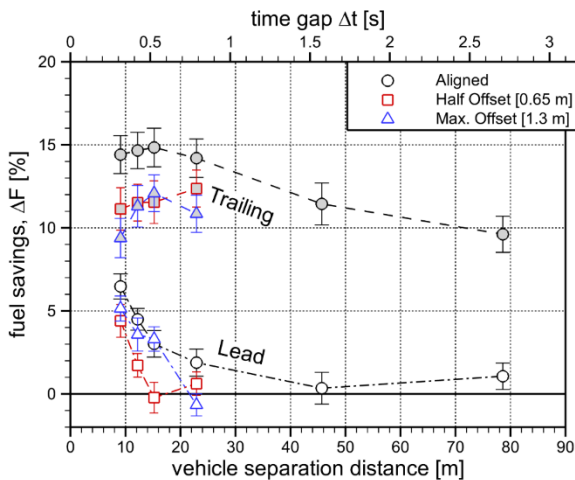 time gap Δt [s]
0 0.5 1 1.5 2 2.5 3
20
15
10
5
0
fuel savings, ΔF [%]
Aligned
Half Offset [0.65 m]
Max. Offset [1.3 m]
Trailing
Lead
0 10 20 30 40 50 60 70 80 90
vehicle separation distance [m]